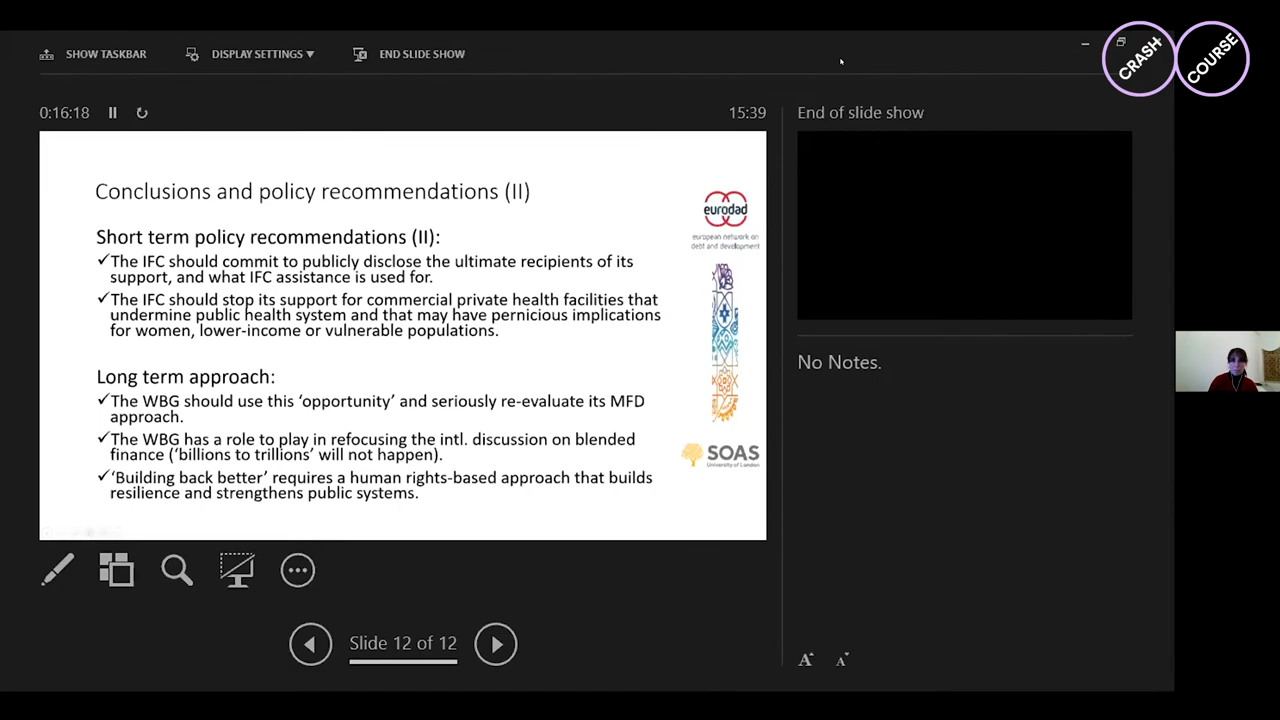 SHOW TASKBAR
DISPLAY SETTINGS ▼
END SLIDE SHOW
CRASH COURSE
0:16:18
15:39
End of slide show
Conclusions and policy recommendations (II)
eurodad
european network on
debt and development
Short term policy recommendations (II):
✓The IFC should commit to publicly disclose the ultimate recipients of its
support, and what IFC assistance is used for.
✓The IFC should stop its support for commercial private health facilities that
undermine public health system and that may have pernicious implications
for women, lower-income or vulnerable populations.
Long term approach:
✓The WBG should use this ‘opportunity’ and seriously re-evaluate its MFD
approach.
✓The WBG has a role to play in refocusing the intl. discussion on blended
finance (‘billions to trillions’ will not happen).
✓‘Building back better’ requires a human rights-based approach that builds
resilience and strengthens public systems.
SOAS
University of London
No Notes.
Slide 12 of 12
A A